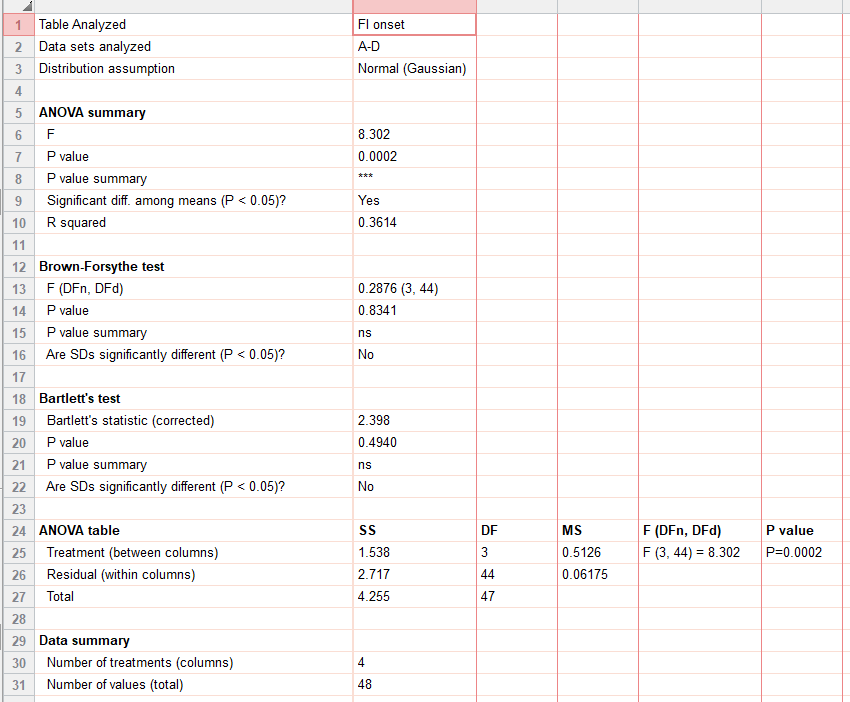 1 Table Analyzed FI onset
2 Data sets analyzed A-D
3 Distribution assumption Normal (Gaussian)
4
5 ANOVA summary
6 F 8.302
7 P value 0.0002
8 P value summary ***
9 Significant diff. among means (P < 0.05)? Yes
10 R squared 0.3614
11
12 Brown-Forsythe test
13 F (DFn, DFd) 0.2876 (3, 44)
14 P value 0.8341
15 P value summary ns
16 Are SDs significantly different (P < 0.05)? No
17
18 Bartlett's test
19 Bartlett's statistic (corrected) 2.398
20 P value 0.4940
21 P value summary ns
22 Are SDs significantly different (P < 0.05)? No
23
24 ANOVA table SS DF MS F (DFn, DFd) P value
25 Treatment (between columns) 1.538 3 0.5126 F (3, 44) = 8.302 P=0.0002
26 Residual (within columns) 2.717 44 0.06175
27 Total 4.255 47
28
29 Data summary
30 Number of treatments (columns) 4
31 Number of values (total) 48